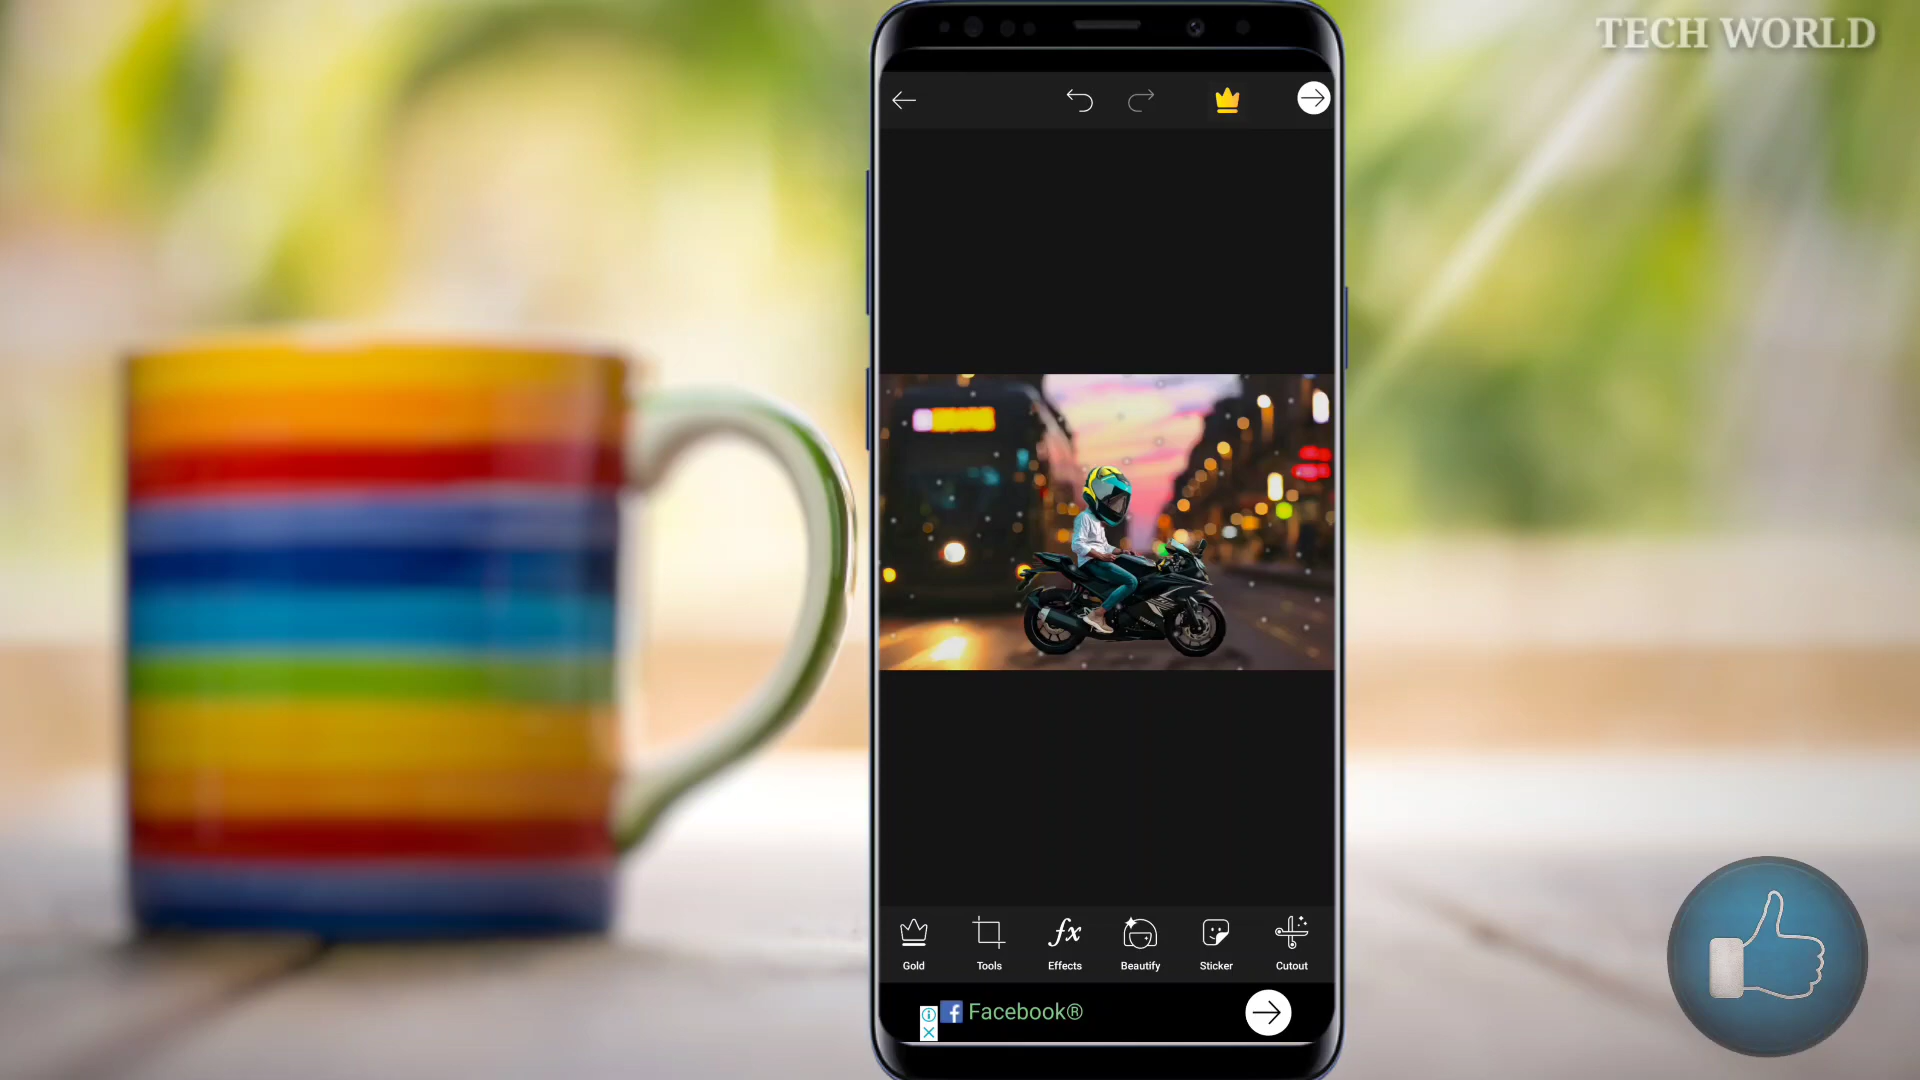 TECH WORLD
Gold
Tools
Effects
Beautify
Sticker
Cutout
Facebook®